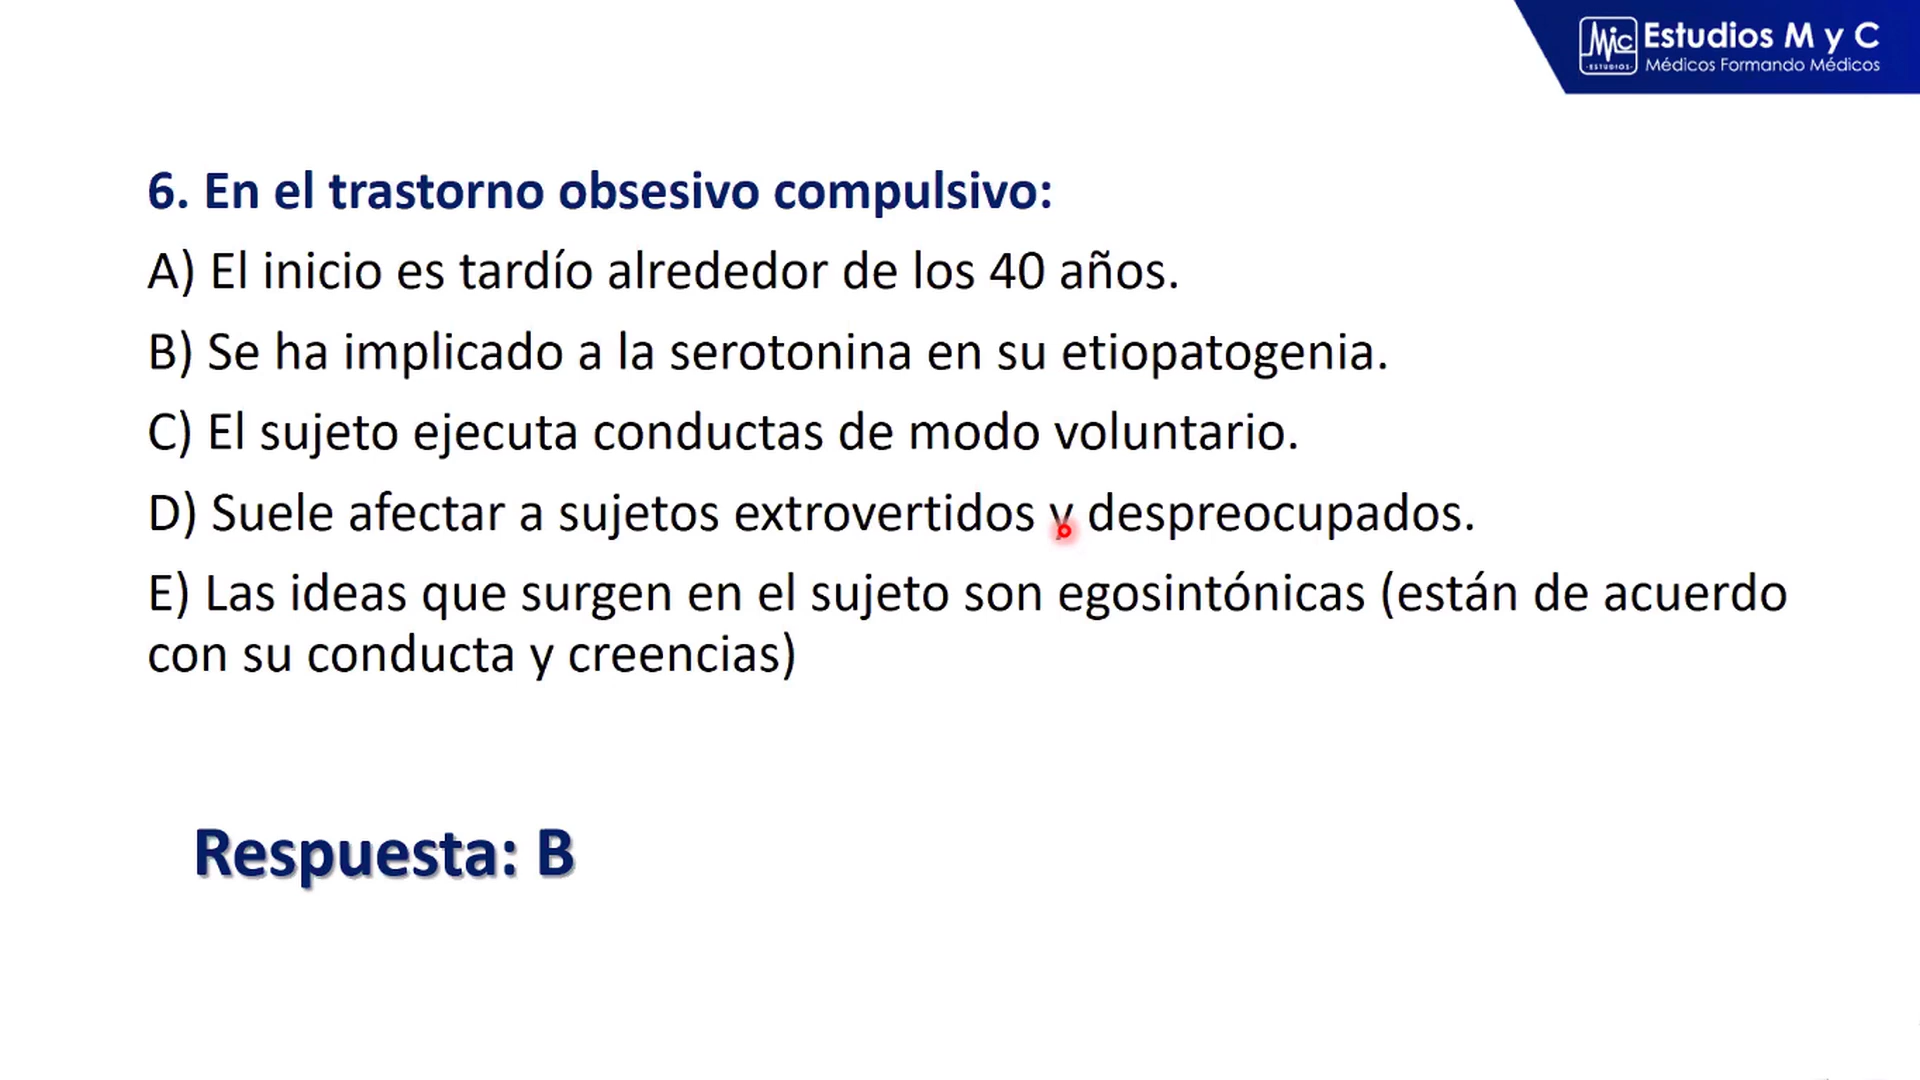 Estudios M y C
Médicos Formando Médicos
MyC
ESTUDIOS
6. En el trastorno obsesivo compulsivo:
A) El inicio es tardío alrededor de los 40 años.
B) Se ha implicado a la serotonina en su etiopatogenia.
C) El sujeto ejecuta conductas de modo voluntario.
D) Suele afectar a sujetos extrovertidos y despreocupados.
E) Las ideas que surgen en el sujeto son egosintónicas (están de acuerdo
con su conducta y creencias)
Respuesta: B